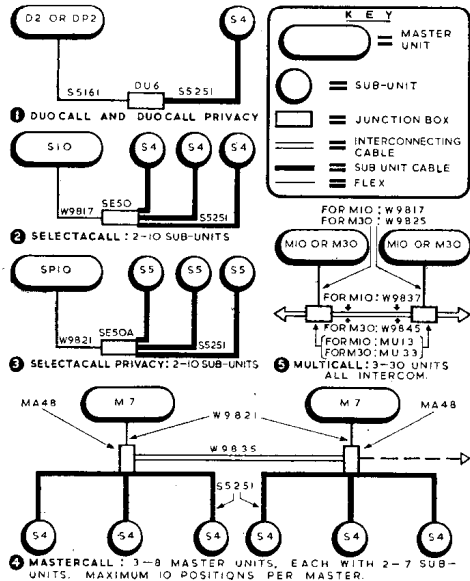 D2 OR DP2
S4
S5161
DU6
S5251
1 DUOCALL AND DUOCALL PRIVACY
KEY
= MASTER UNIT
= SUB-UNIT
= JUNCTION BOX
= INTERCONNECTING CABLE
= SUB UNIT CABLE
= FLEX
S10
S4 S4 S4
W9817
SE50
S5251
2 SELECTACALL: 2-10 SUB-UNITS
SP10
S5 S5 S5
W9821
SE50A
S5251
3 SELECTACALL PRIVACY: 2-10 SUB-UNITS
FOR M10: W9817
FOR M30: W9825
M10 OR M30
M10 OR M30
FOR M10: W9837
FOR M30: W9845
FOR M10: MU13
FOR M30: MU33
5 MULTICALL: 3-30 UNITS
ALL INTERCOM.
M7
M7
MA48
W9821
MA48
W9835
S5251
S4 S4 S4 S4 S4 S4
4 MASTERCALL: 3-8 MASTER UNITS, EACH WITH 2-7 SUB-
UNITS. MAXIMUM 10 POSITIONS PER MASTER.